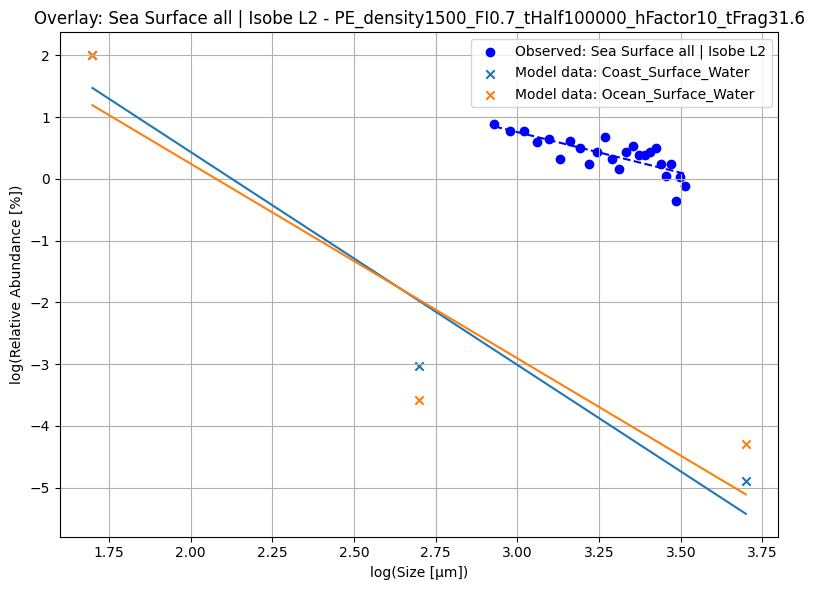 Overlay: Sea Surface all | Isobe L2 - PE_density1500_FI0.7_tHalf100000_hFactor10_tFrag31.6
Observed: Sea Surface all | Isobe L2
Model data: Coast_Surface_Water
Model data: Ocean_Surface_Water
log(Relative Abundance [%])
2
1
0
−1
−2
−3
−4
−5
1.75 2.00 2.25 2.50 2.75 3.00 3.25 3.50 3.75
log(Size [μm])